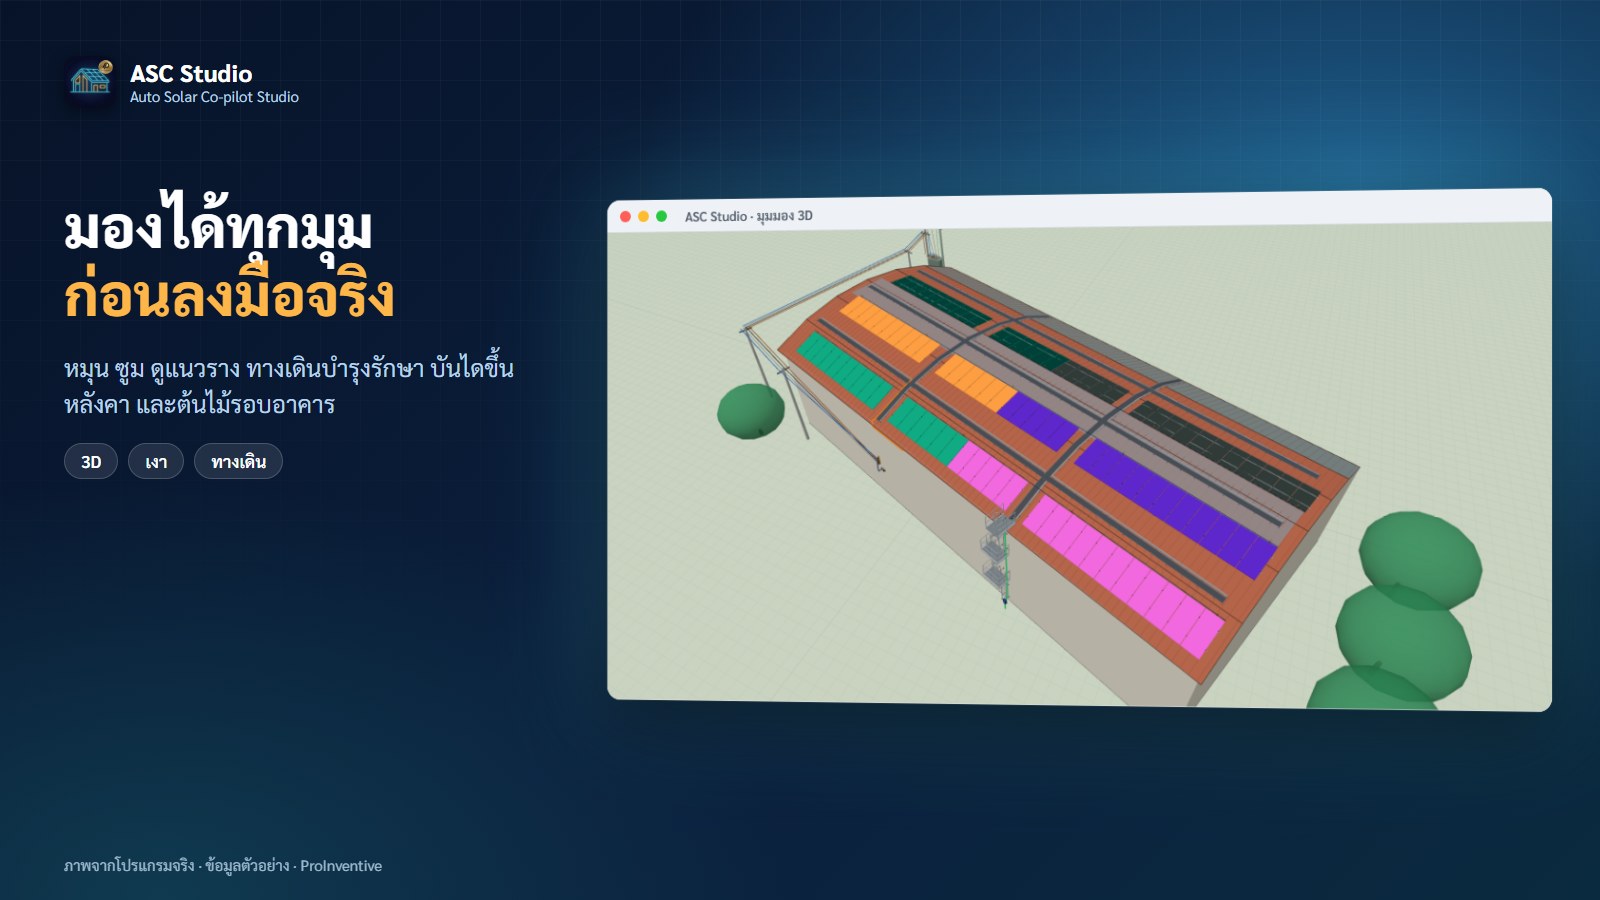 ASC Studio
Auto Solar Co-pilot Studio
มองได้ทุกมุม
ก่อนลงมือจริง
หมุน ซูม ดูแนวราง ทางเดินบำรุงรักษา บันไดขึ้น
หลังคา และต้นไม้รอบอาคาร
3D
เงา
ทางเดิน
ASC Studio · มุมมอง 3D
ภาพจากโปรแกรมจริง · ข้อมูลตัวอย่าง · ProInventive